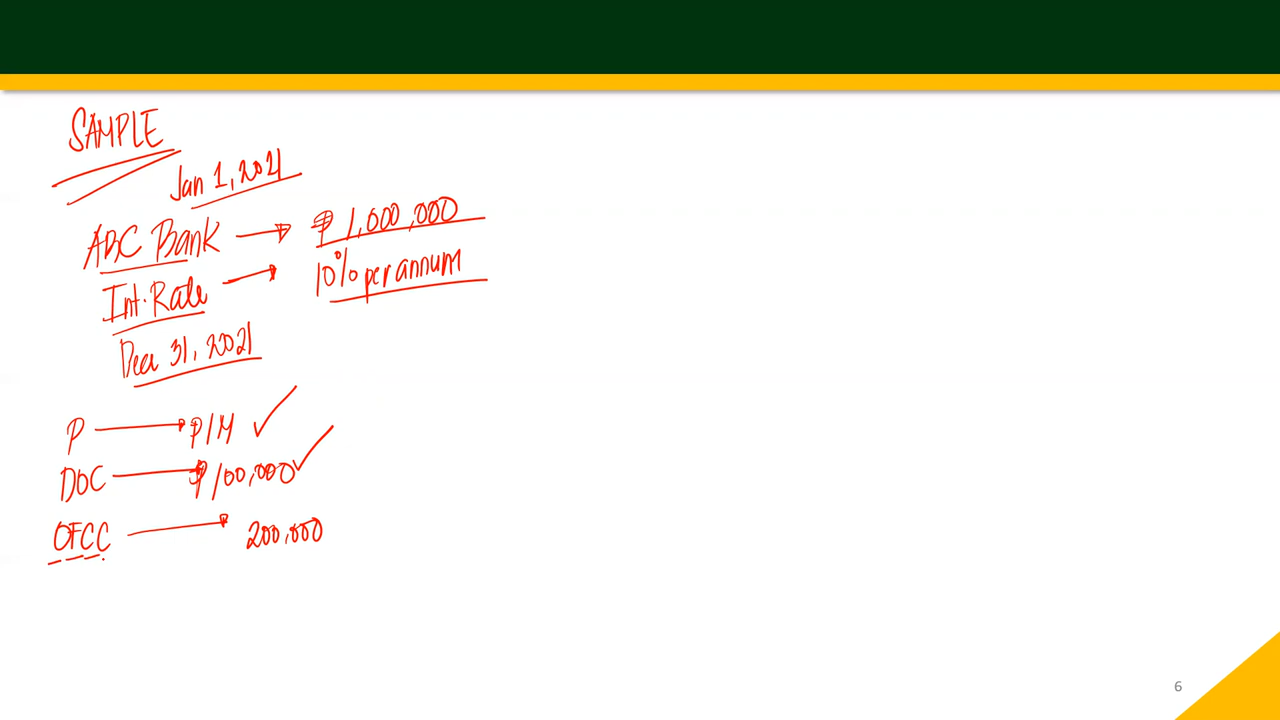 SAMPLE
Jan 1, 2021
ABC Bank → ₱ 1,000,000
Int. Rate → 10% per annum
Dec 31, 2021
P → ₱1M ✓
DOC → ₱100,000 ✓
OFCC → 200,000
6